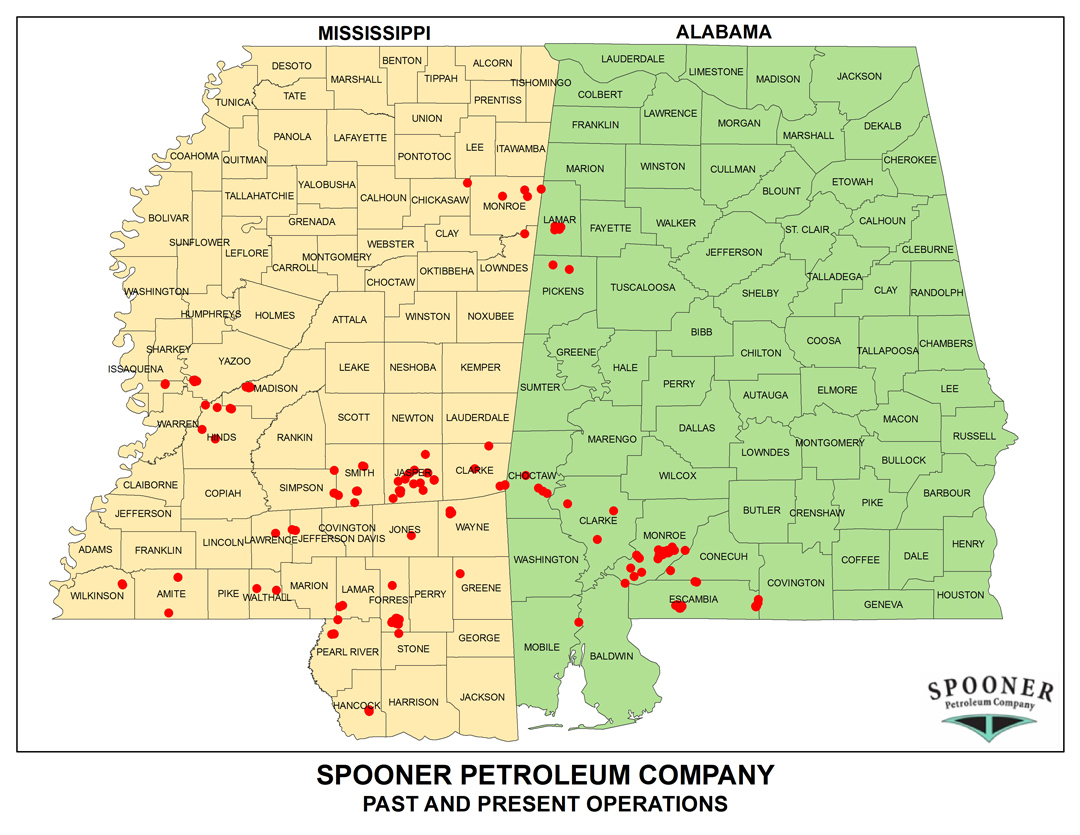 MISSISSIPPI
ALABAMA
DESOTO
BENTON
ALCORN
MARSHALL
TIPPAH
TISHOMINGO
TUNICA
TATE
PRENTISS
UNION
PANOLA
LAFAYETTE
LEE
ITAWAMBA
COAHOMA
QUITMAN
PONTOTOC
TALLAHATCHIE
YALOBUSHA
CALHOUN
CHICKASAW
MONROE
BOLIVAR
GRENADA
CLAY
SUNFLOWER
LEFLORE
WEBSTER
MONTGOMERY
CARROLL
OKTIBBEHA
LOWNDES
CHOCTAW
WASHINGTON
HUMPHREYS
HOLMES
ATTALA
WINSTON
NOXUBEE
SHARKEY
ISSAQUENA
YAZOO
LEAKE
NESHOBA
KEMPER
MADISON
WARREN
HINDS
RANKIN
SCOTT
NEWTON
LAUDERDALE
CLAIBORNE
COPIAH
SIMPSON
SMITH
JASPER
CLARKE
JEFFERSON
ADAMS
FRANKLIN
LINCOLN
LAWRENCE
JEFFERSON DAVIS
COVINGTON
JONES
WAYNE
WILKINSON
AMITE
PIKE
WALTHALL
MARION
LAMAR
FORREST
PERRY
GREENE
PEARL RIVER
STONE
GEORGE
HANCOCK
HARRISON
JACKSON
LAUDERDALE
LIMESTONE
MADISON
JACKSON
COLBERT
FRANKLIN
LAWRENCE
MORGAN
MARSHALL
DEKALB
CHEROKEE
MARION
WINSTON
CULLMAN
BLOUNT
ETOWAH
LAMAR
FAYETTE
WALKER
ST. CLAIR
CALHOUN
JEFFERSON
CLEBURNE
PICKENS
TUSCALOOSA
SHELBY
TALLADEGA
CLAY
RANDOLPH
GREENE
BIBB
CHILTON
COOSA
TALLAPOOSA
CHAMBERS
SUMTER
HALE
PERRY
AUTAUGA
ELMORE
LEE
MARENGO
DALLAS
MACON
RUSSELL
LOWNDES
MONTGOMERY
BULLOCK
CHOCTAW
WILCOX
CLARKE
BUTLER
CRENSHAW
PIKE
BARBOUR
MONROE
CONECUH
WASHINGTON
COFFEE
DALE
HENRY
COVINGTON
ESCAMBIA
GENEVA
HOUSTON
MOBILE
BALDWIN
SPOONER
Petroleum Company
SPOONER PETROLEUM COMPANY
PAST AND PRESENT OPERATIONS